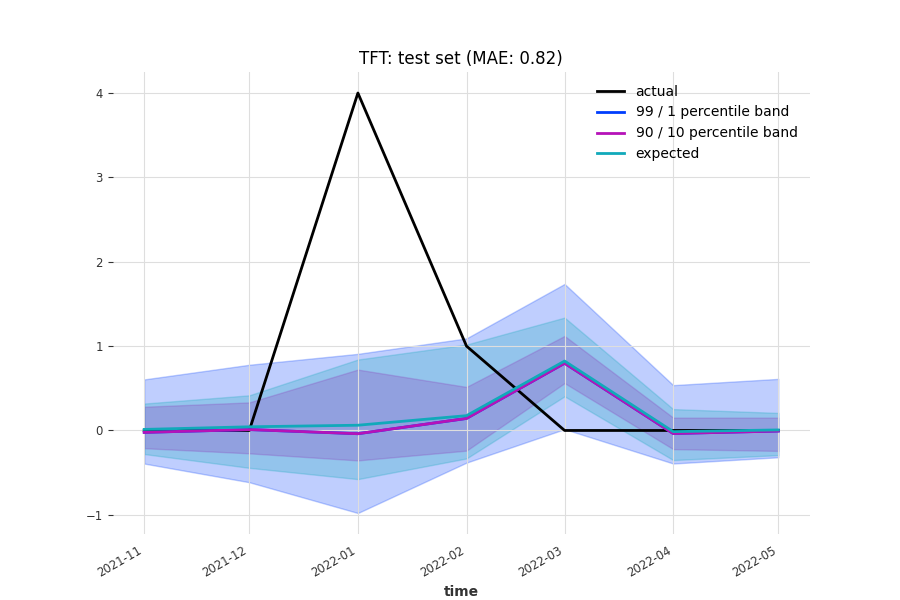 TFT: test set (MAE: 0.82)
actual
99 / 1 percentile band
90 / 10 percentile band
expected
4
3
2
1
0
−1
2021-11
2021-12
2022-01
2022-02
2022-03
2022-04
2022-05
time